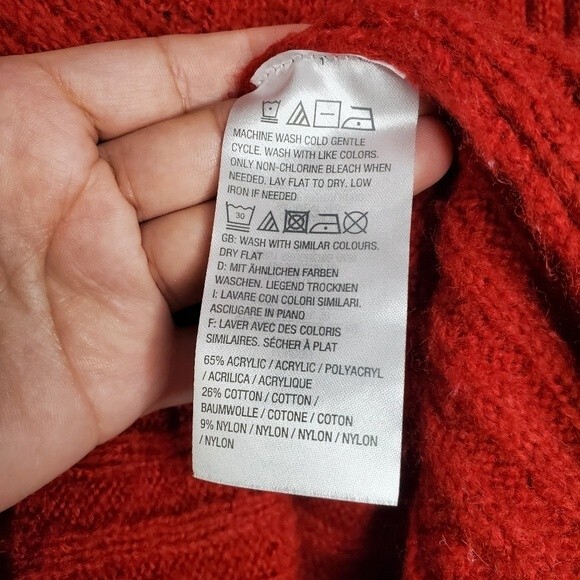 MACHINE WASH COLD GENTLE
CYCLE. WASH WITH LIKE COLORS.
ONLY NON-CHLORINE BLEACH WHEN
NEEDED. LAY FLAT TO DRY. LOW
IRON IF NEEDED
30
GB: WASH WITH SIMILAR COLOURS.
DRY FLAT
D: MIT ÄHNLICHEN FARBEN
WASCHEN. LIEGEND TROCKNEN
I: LAVARE CON COLORI SIMILARI.
ASCIUGARE IN PIANO
F: LAVER AVEC DES COLORIS
SIMILAIRES. SÉCHER À PLAT
65% ACRYLIC / ACRYLIC / POLYACRYL
/ ACRILICA / ACRYLIQUE
26% COTTON / COTTON /
BAUMWOLLE / COTONE / COTON
9% NYLON / NYLON / NYLON / NYLON
/ NYLON